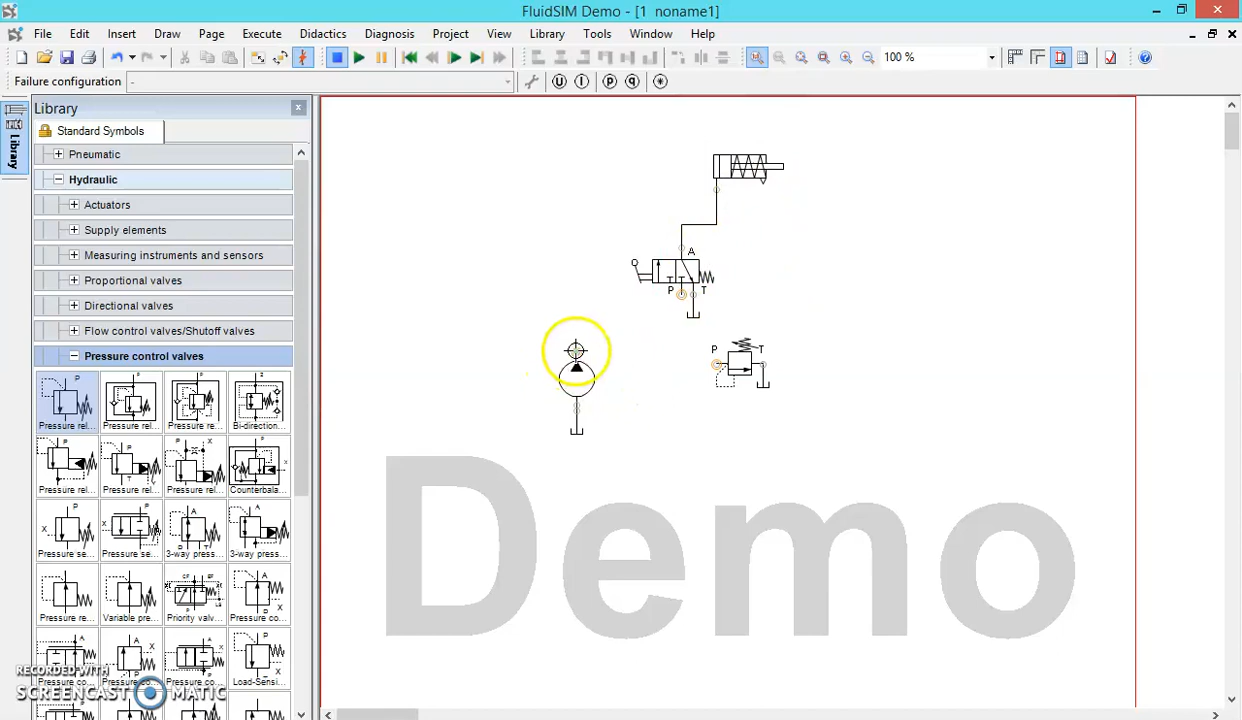 FluidSIM Demo - [1 noname1]
File Edit Insert Draw Page Execute Didactics Diagnosis Project View Library Tools Window Help
100 %
Failure configuration -
Library
Library
Standard Symbols
Pneumatic
Hydraulic
Actuators
Supply elements
Measuring instruments and sensors
Proportional valves
Directional valves
Flow control valves/Shutoff valves
Pressure control valves
Pressure rel... Pressure re... Pressure re... Bi-direction...
Pressure rel... Pressure rel... Pressure rel... Counterbala...
Pressure se... Pressure se... 3-way press... 3-way press...
Pressure re... Variable pre... Priority valv... Pressure co...
Pressure co... Pressure co... Pressure co... Load-Sensi...
A
P T
P T
Demo
RECORDED WITH
SCREENCAST MATIC